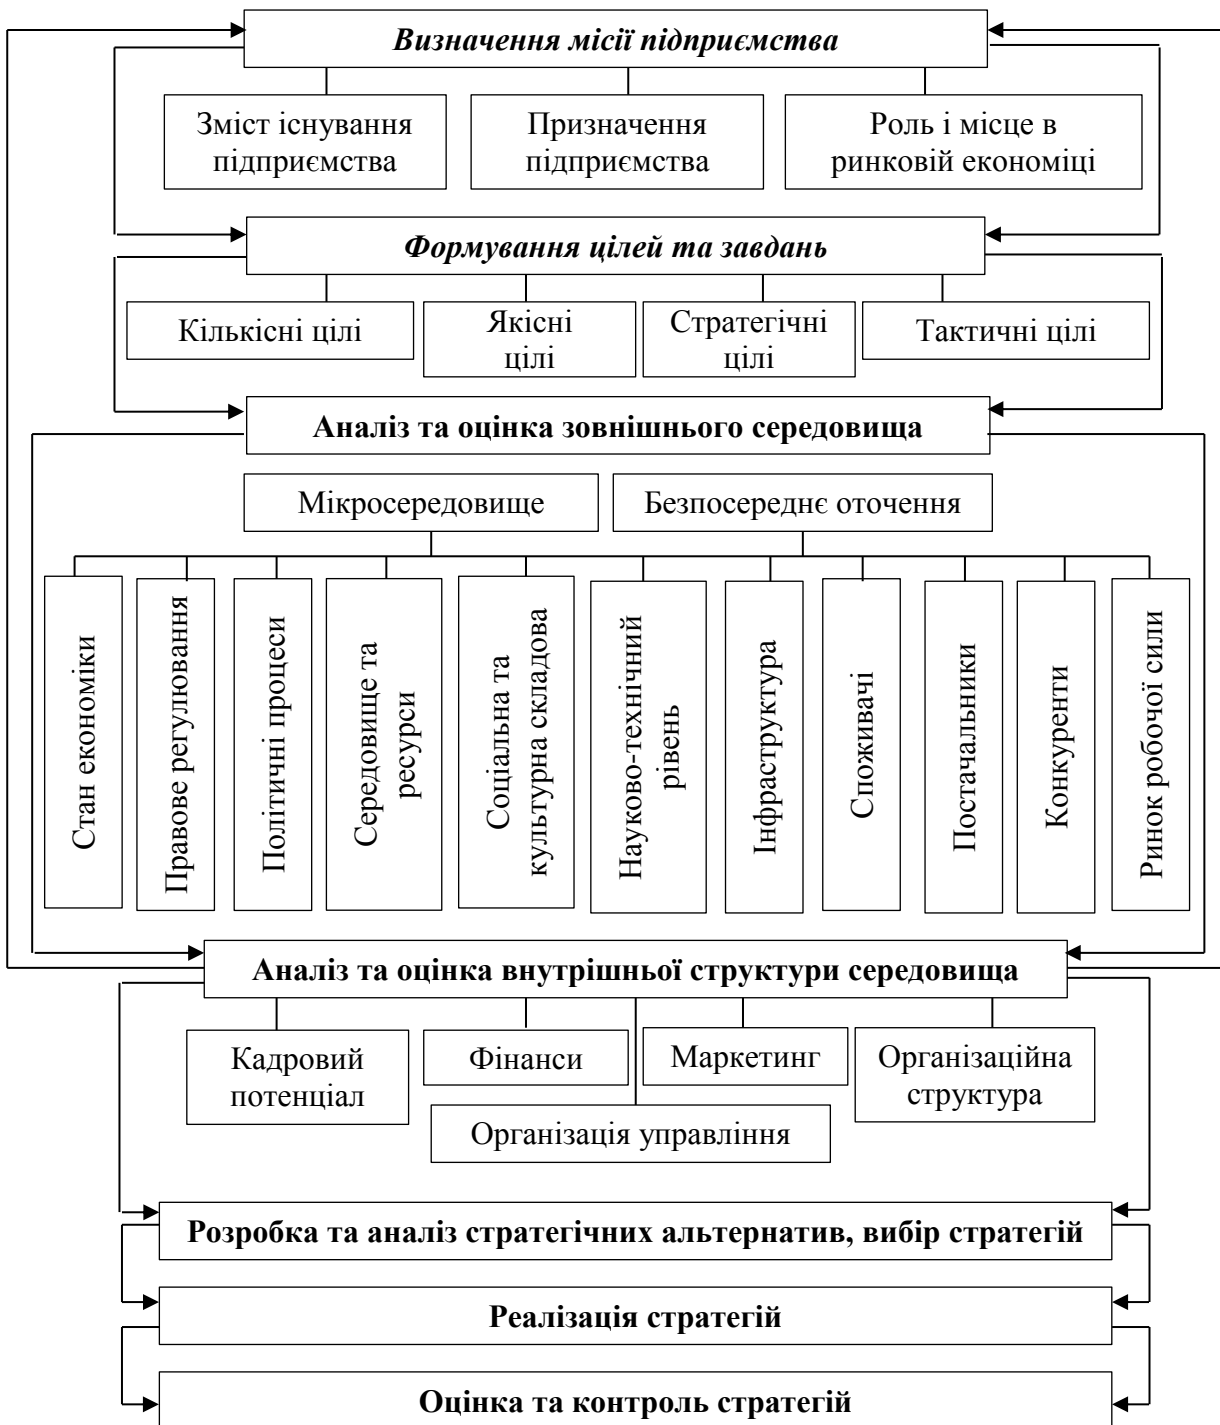 Визначення місії підприємства
Зміст існування
підприємства
Призначення
підприємства
Роль і місце в
ринковій економіці
Формування цілей та завдань
Кількісні цілі
Якісні
цілі
Стратегічні
цілі
Тактичні цілі
Аналіз та оцінка зовнішнього середовища
Мікросередовище
Безпосереднє оточення
Стан економіки
Правове регулювання
Політичні процеси
Середовище та
ресурси
Соціальна та
культурна складова
Науково-технічний
рівень
Інфраструктура
Споживачі
Постачальники
Конкуренти
Ринок робочої сили
Аналіз та оцінка внутрішньої структури середовища
Кадровий
потенціал
Фінанси
Маркетинг
Організаційна
структура
Організація управління
Розробка та аналіз стратегічних альтернатив, вибір стратегій
Реалізація стратегій
Оцінка та контроль стратегій